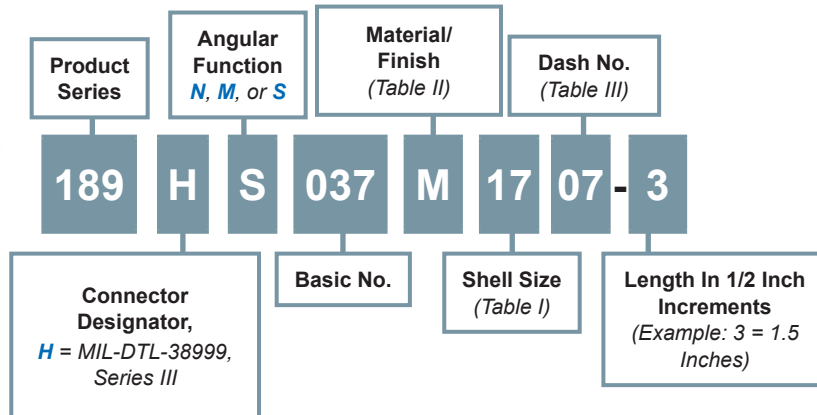 Product
Series
Angular
Function
N, M, or S
Material/
Finish
(Table II)
Dash No.
(Table III)
189 H S 037 M 17 07 - 3
Connector
Designator,
H = MIL-DTL-38999,
Series III
Basic No.
Shell Size
(Table I)
Length In 1/2 Inch
Increments
(Example: 3 = 1.5
Inches)